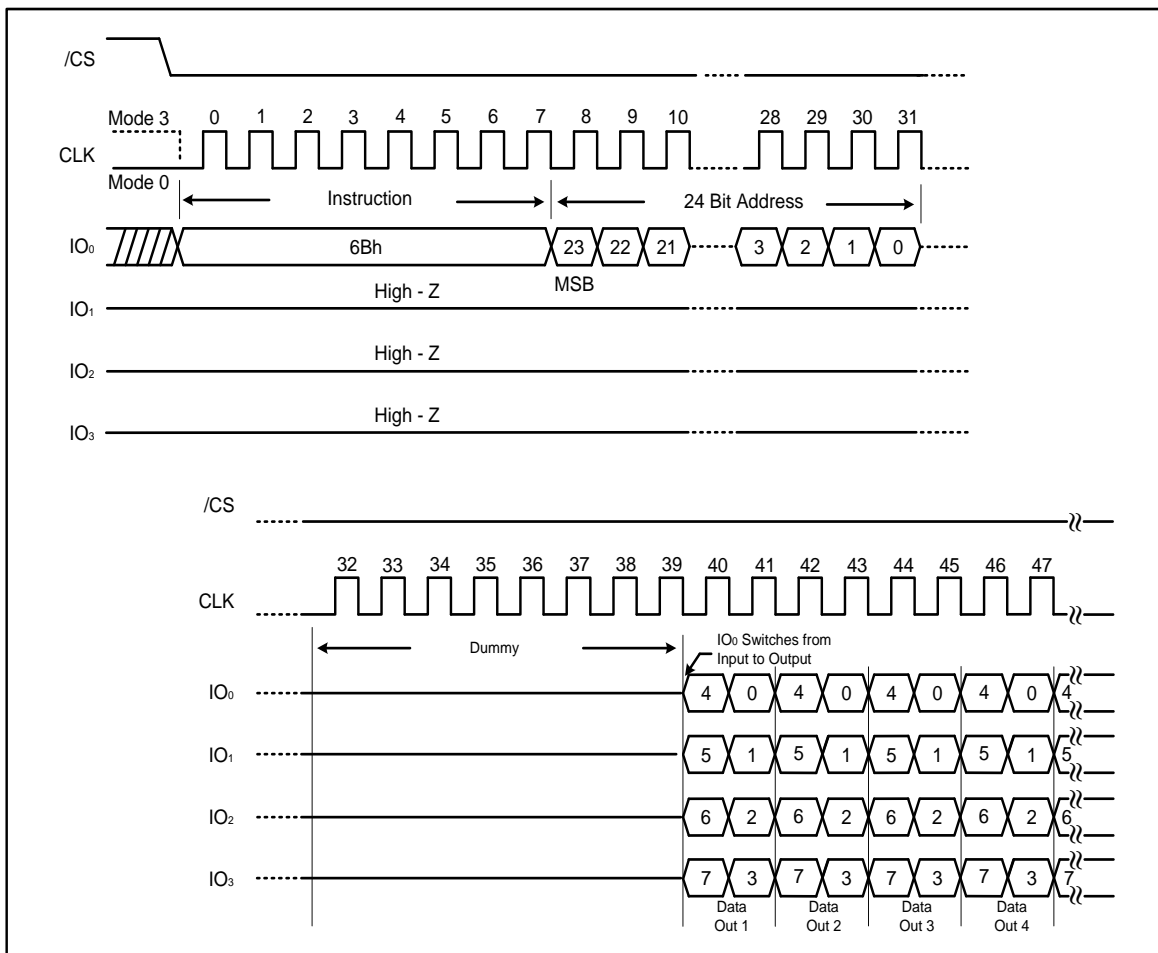 /CS
Mode 3 0 1 2 3 4 5 6 7 8 9 10 28 29 30 31
CLK
Mode 0
Instruction 24 Bit Address
IO₀ 6Bh 23 22 21 3 2 1 0
MSB
High - Z
IO₁
High - Z
IO₂
High - Z
IO₃
/CS
32 33 34 35 36 37 38 39 40 41 42 43 44 45 46 47
CLK
Dummy
IO₀ Switches from
Input to Output
IO₀ 4 0 4 0 4 0 4 0 4
IO₁ 5 1 5 1 5 1 5 1 5
IO₂ 6 2 6 2 6 2 6 2 6
IO₃ 7 3 7 3 7 3 7 3 7
Data Data Data Data
Out 1 Out 2 Out 3 Out 4